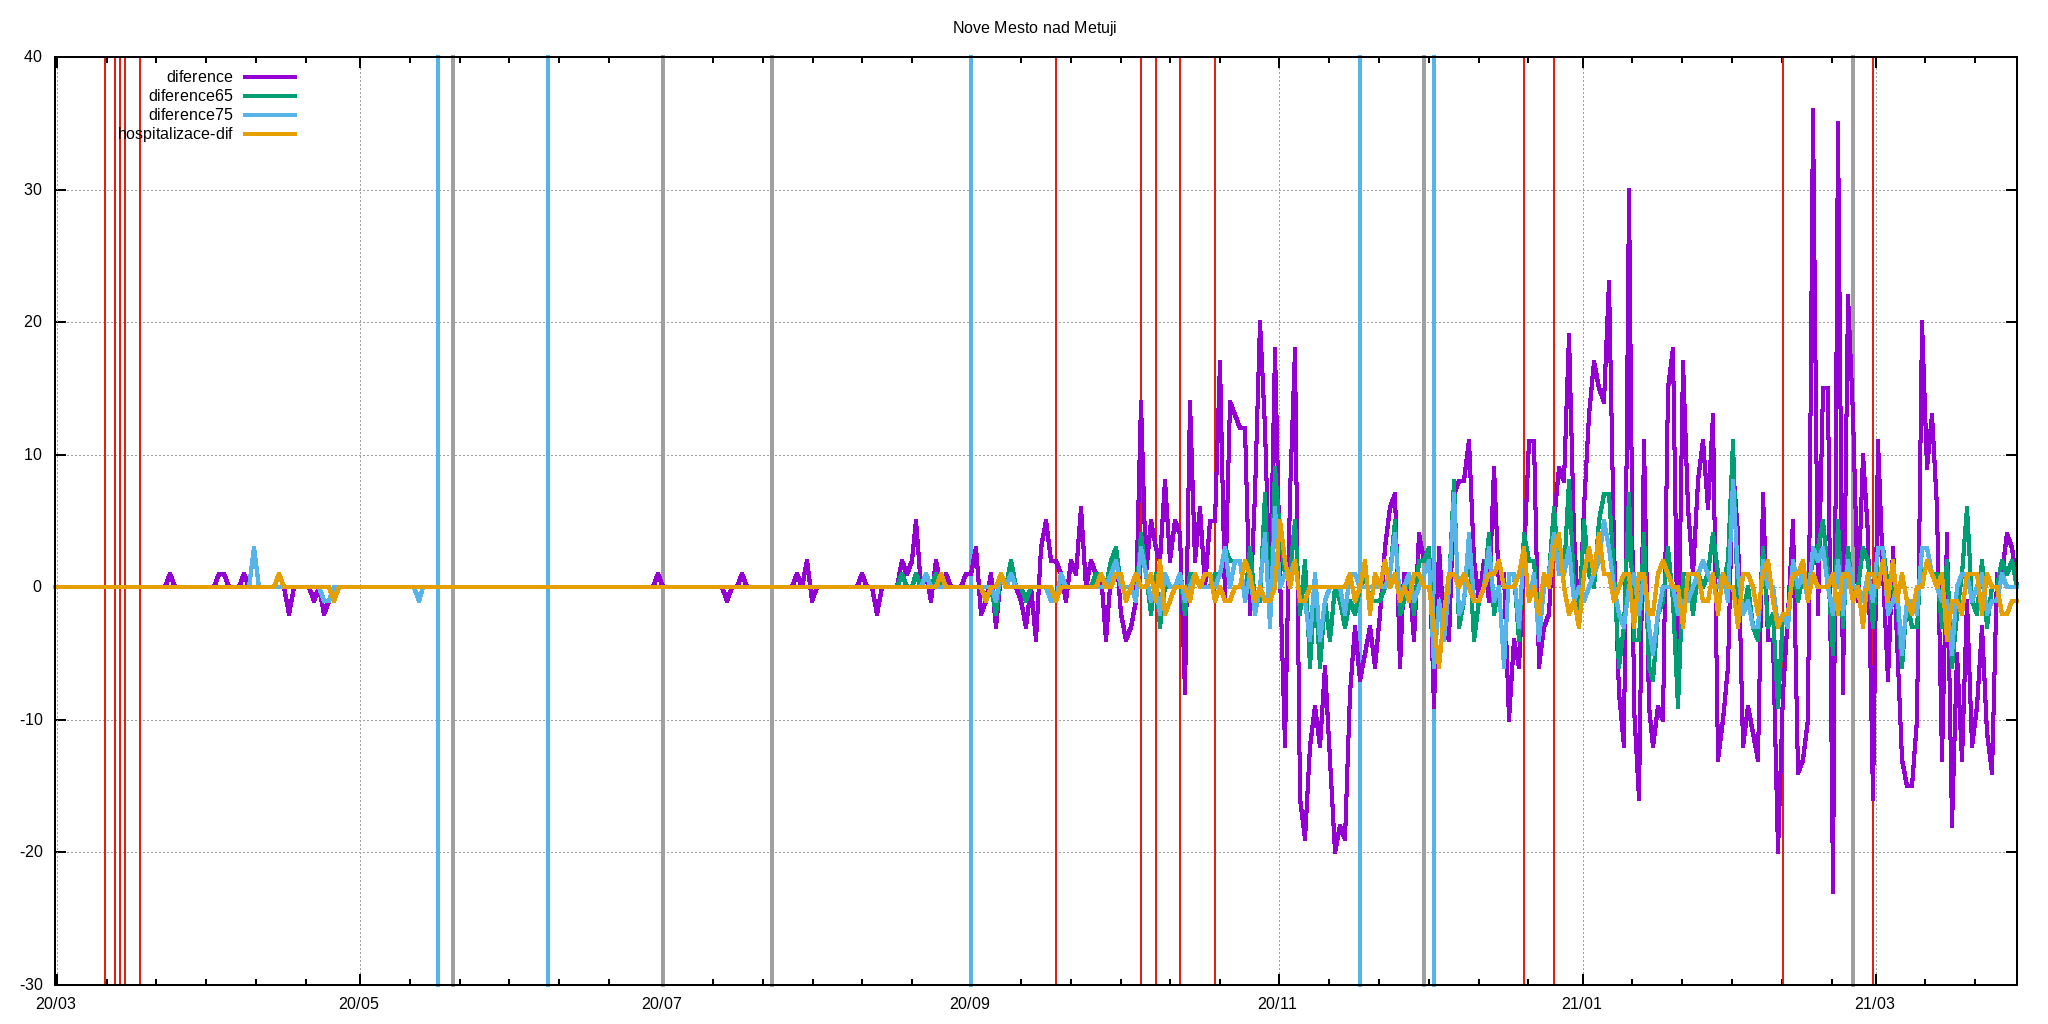 Nove Mesto nad Metuji
40
diference
diference65
diference75
hospitalizace-dif
30
20
10
0
-10
-20
-30
20/03 20/05 20/07 20/09 20/11 21/01 21/03